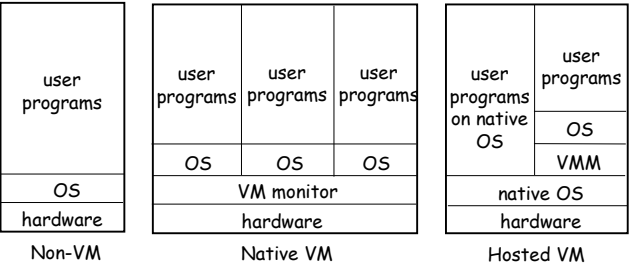 user
programs
OS
hardware
Non-VM
user
programs
user
programs
user
programs
OS
OS
OS
VM monitor
hardware
Native VM
user
programs
on native
OS
user
programs
OS
VMM
native OS
hardware
Hosted VM